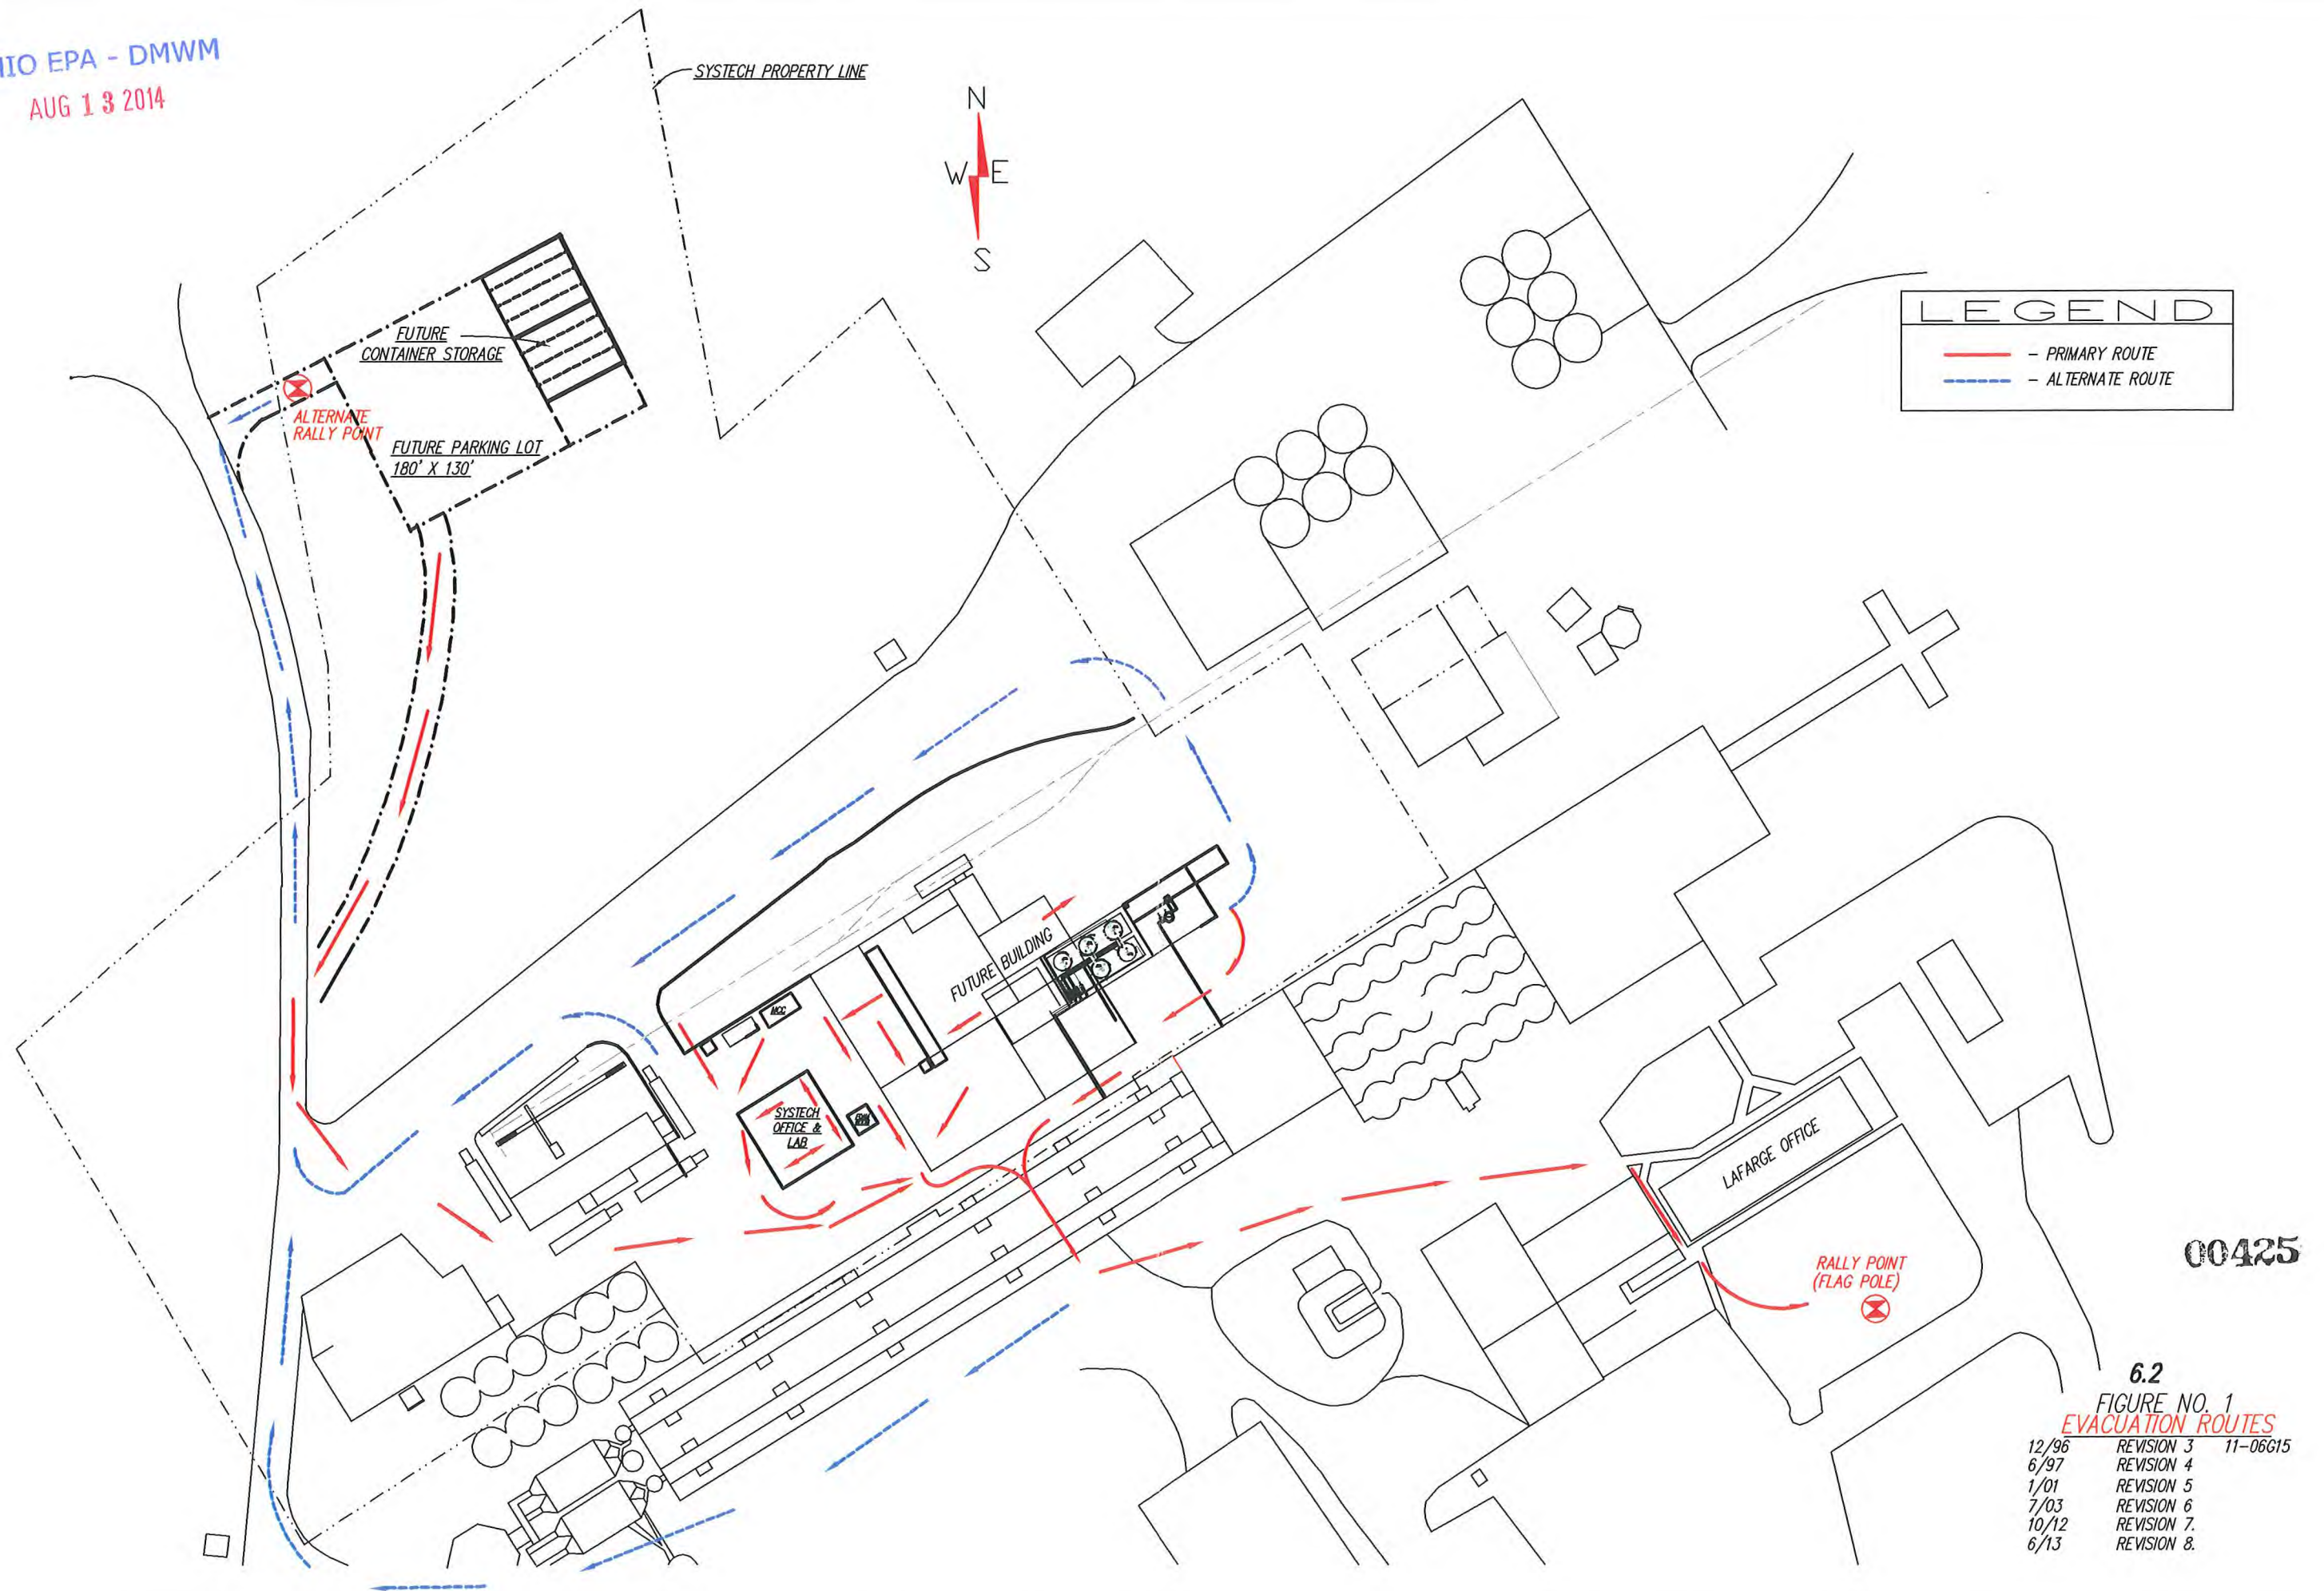 HIO EPA - DMWM
AUG 13 2014
SYSTECH PROPERTY LINE
N
W E
S
LEGEND
- PRIMARY ROUTE
- ALTERNATE ROUTE
FUTURE
CONTAINER STORAGE
ALTERNATE
RALLY POINT
FUTURE PARKING LOT
180' X 130'
FUTURE BUILDING
MCC
SYSTECH
OFFICE &
LAB
LAFARGE OFFICE
RALLY POINT
(FLAG POLE)
00425
6.2
FIGURE NO. 1
EVACUATION ROUTES
12/96 REVISION 3 11-06G15
6/97 REVISION 4
1/01 REVISION 5
7/03 REVISION 6
10/12 REVISION 7.
6/13 REVISION 8.